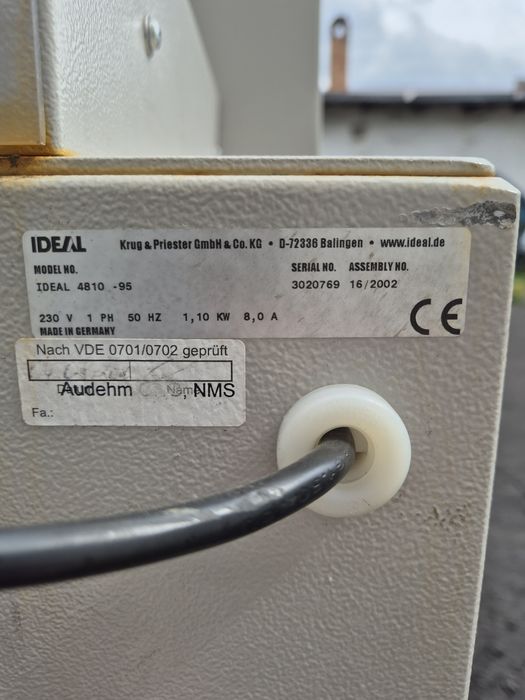 IDEAL Krug & Priester GmbH & Co. KG • D-72336 Balingen • www.ideal.de
MODEL NO. SERIAL NO. ASSEMBLY NO.
IDEAL 4810 -95 3020769 16/2002
230 V 1 PH 50 HZ 1,10 KW 8,0 A
MADE IN GERMANY
CE
Nach VDE 0701/0702 geprüft
Audehm , NMS
Fa.: